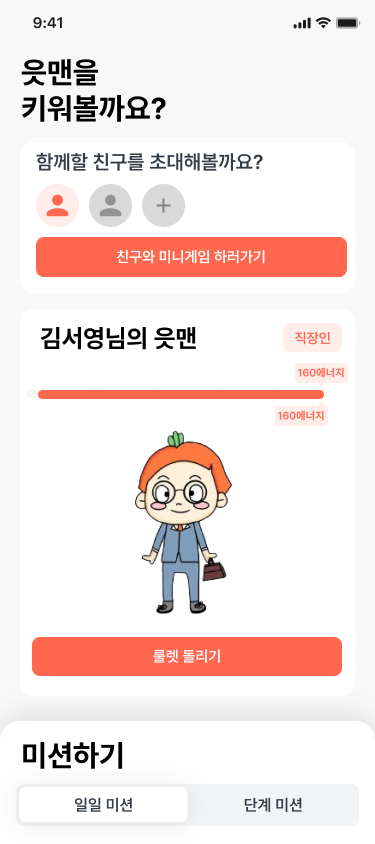 9:41
웃맨을
키워볼까요?
함께할 친구를 초대해볼까요?
친구와 미니게임 하러가기
김서영님의 웃맨
직장인
160에너지
160에너지
룰렛 돌리기
미션하기
일일 미션
단계 미션